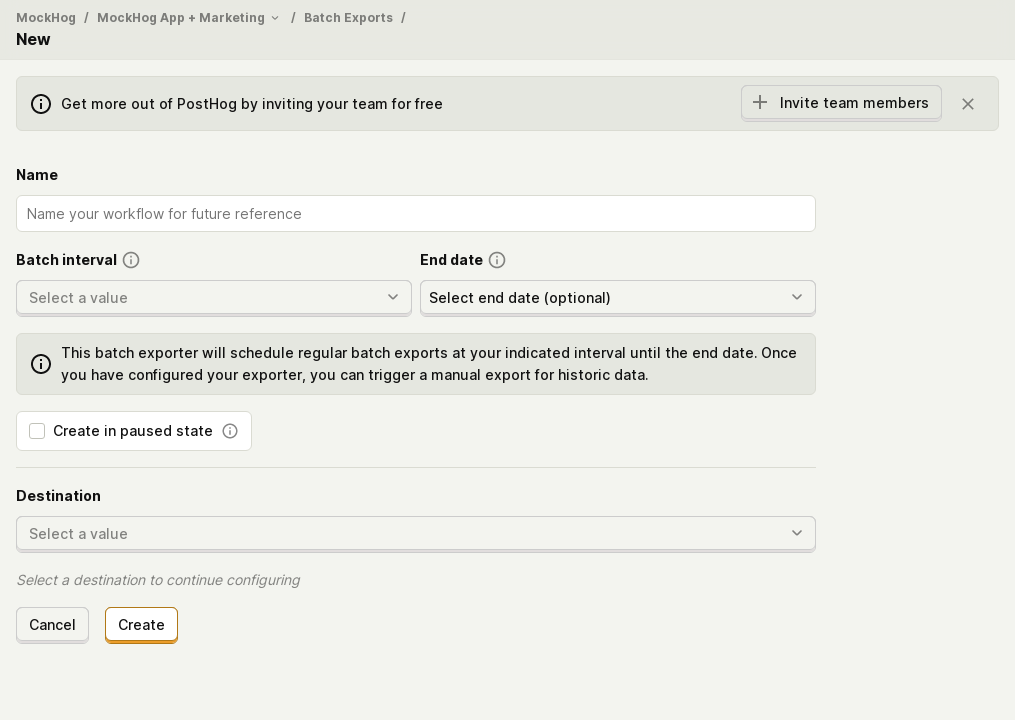 MockHog / MockHog App + Marketing / Batch Exports /
New
Get more out of PostHog by inviting your team for free
Invite team members
Name
Name your workflow for future reference
Batch interval
End date
Select a value
Select end date (optional)
This batch exporter will schedule regular batch exports at your indicated interval until the end date. Once
you have configured your exporter, you can trigger a manual export for historic data.
Create in paused state
Destination
Select a value
Select a destination to continue configuring
Cancel
Create